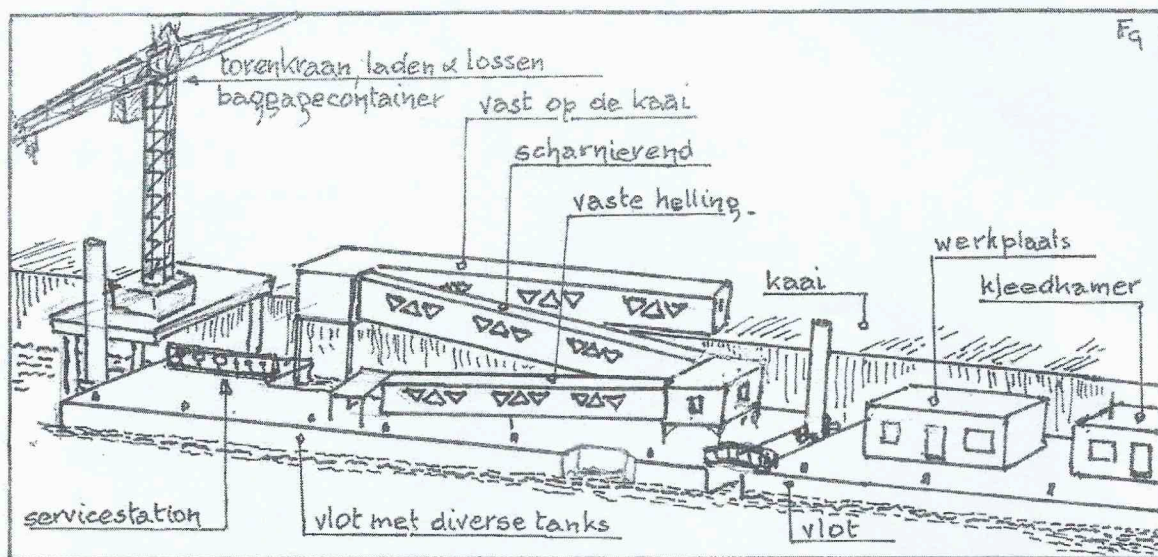 F9
torenkraan, laden & lossen
baggagecontainer
vast op de kaai
scharnierend
vaste helling.
werkplaats
kaai
kleedkamer
servicestation
vlot met diverse tanks
vlot